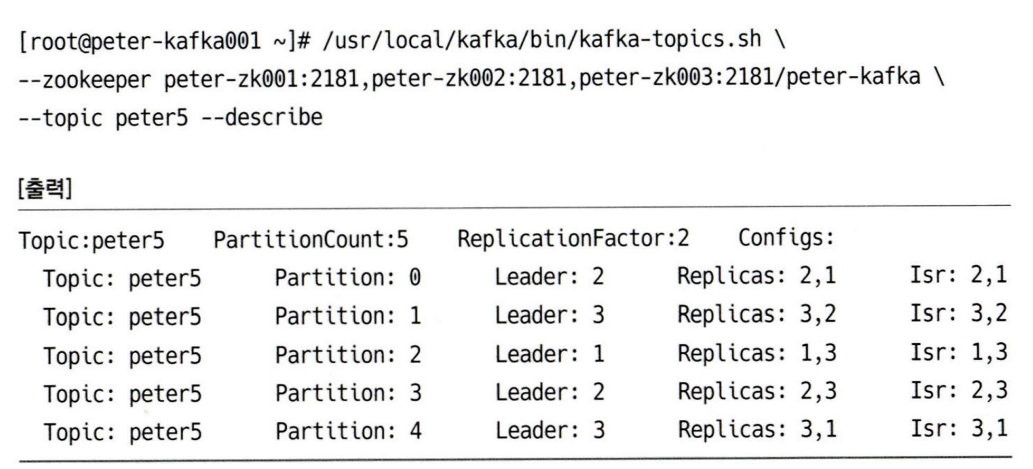 [root@peter-kafka001 ~]# /usr/local/kafka/bin/kafka-topics.sh \
--zookeeper peter-zk001:2181,peter-zk002:2181,peter-zk003:2181/peter-kafka \
--topic peter5 --describe
[출력]
Topic:peter5 PartitionCount:5 ReplicationFactor:2 Configs:
Topic: peter5 Partition: 0 Leader: 2 Replicas: 2,1 Isr: 2,1
Topic: peter5 Partition: 1 Leader: 3 Replicas: 3,2 Isr: 3,2
Topic: peter5 Partition: 2 Leader: 1 Replicas: 1,3 Isr: 1,3
Topic: peter5 Partition: 3 Leader: 2 Replicas: 2,3 Isr: 2,3
Topic: peter5 Partition: 4 Leader: 3 Replicas: 3,1 Isr: 3,1